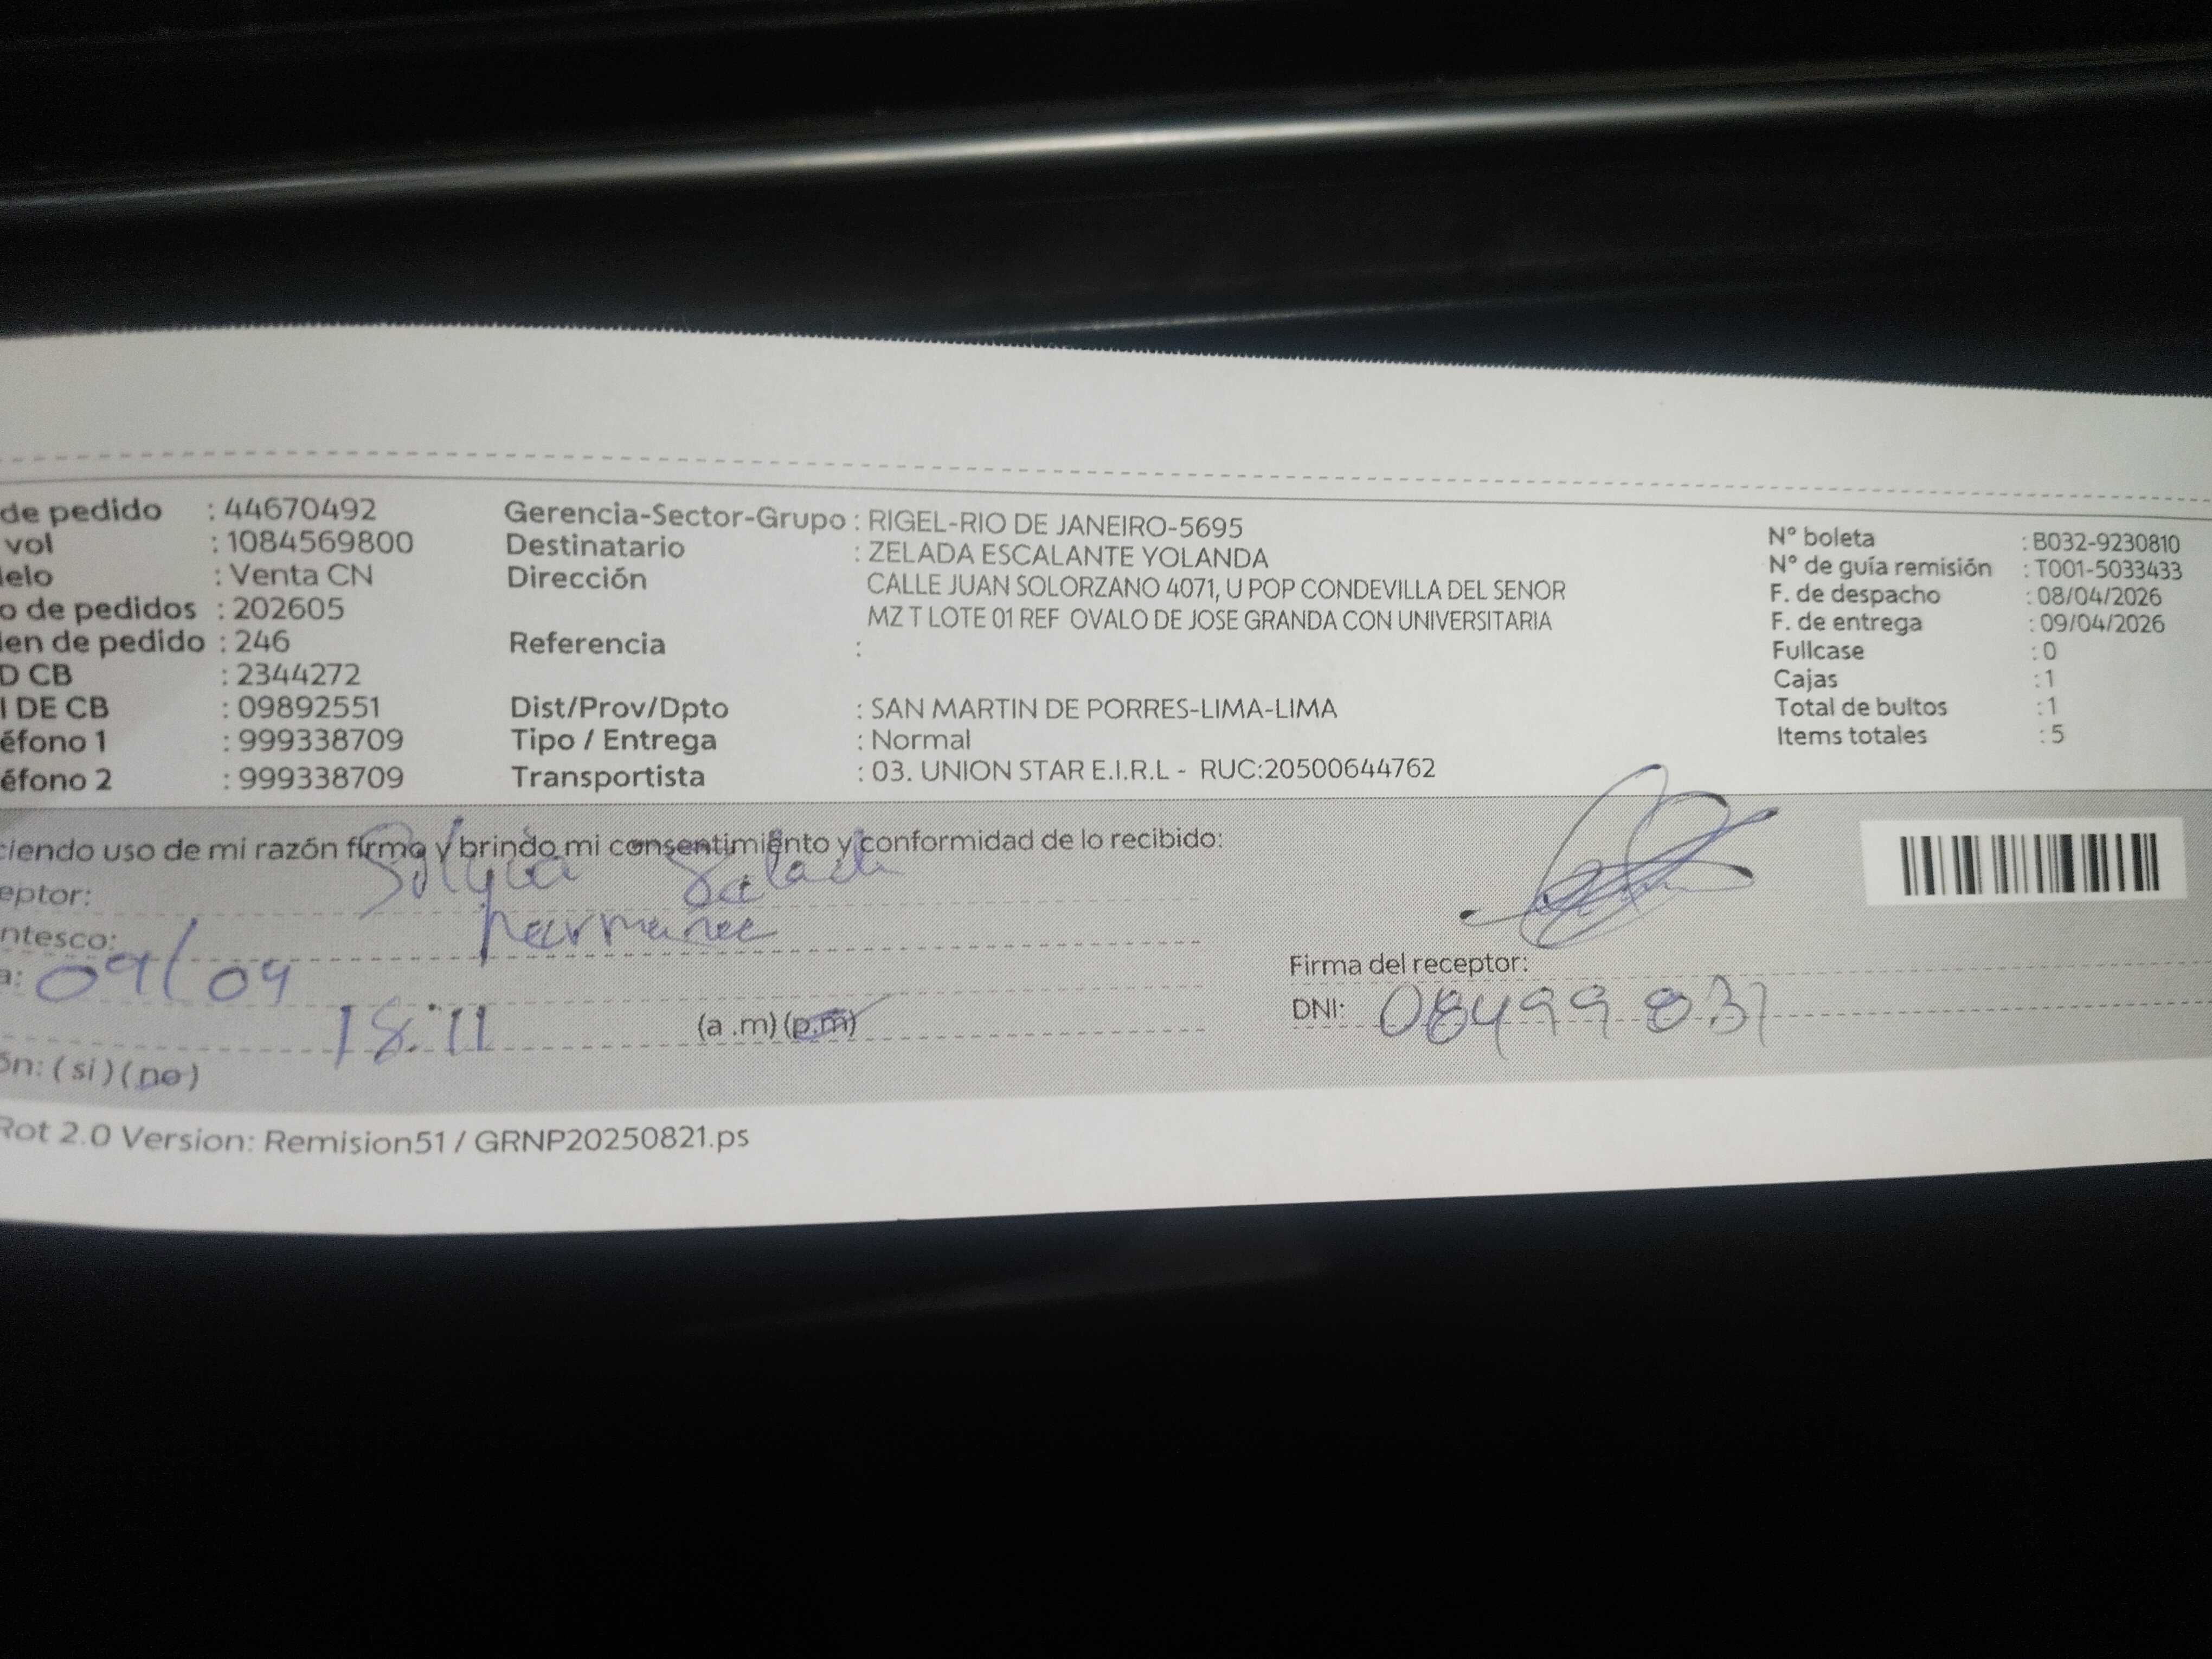 de pedido : 44670492
vol : 1084569800
elo : Venta CN
o de pedidos : 202605
en de pedido : 246
D CB : 2344272
I DE CB : 09892551
éfono 1 : 999338709
éfono 2 : 999338709
Gerencia-Sector-Grupo : RIGEL-RIO DE JANEIRO-5695
Destinatario : ZELADA ESCALANTE YOLANDA
Dirección CALLE JUAN SOLORZANO 4071, U POP CONDEVILLA DEL SENOR
MZ T LOTE 01 REF OVALO DE JOSE GRANDA CON UNIVERSITARIA
Referencia :
Dist/Prov/Dpto : SAN MARTIN DE PORRES-LIMA-LIMA
Tipo / Entrega : Normal
Transportista : 03. UNION STAR E.I.R.L - RUC:20500644762
N° boleta : B032-9230810
N° de guía remisión : T001-5033433
F. de despacho : 08/04/2026
F. de entrega : 09/04/2026
Fullcase : 0
Cajas : 1
Total de bultos : 1
Items totales : 5
ciendo uso de mi razón firmo y brindo mi consentimiento y conformidad de lo recibido:
eptor:
ntesco: hermana
a: 09/04
18:11 (a .m) (p.m)
ón: ( si ) ( no )
Firma del receptor:
DNI: 08499831
Rot 2.0 Version: Remision51 / GRNP20250821.ps